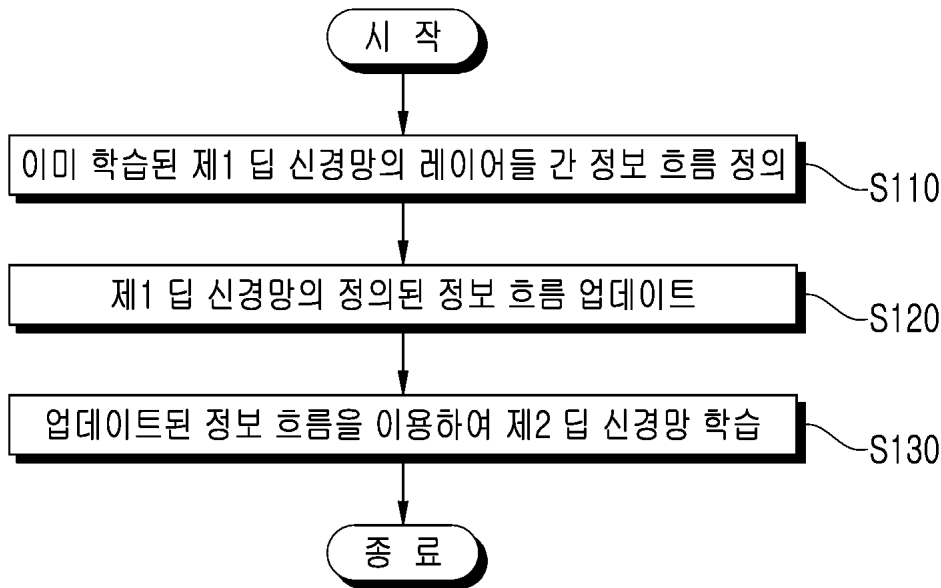 시 작
이미 학습된 제1 딥 신경망의 레이어들 간 정보 흐름 정의
S110
제1 딥 신경망의 정의된 정보 흐름 업데이트
S120
업데이트된 정보 흐름을 이용하여 제2 딥 신경망 학습
S130
종 료